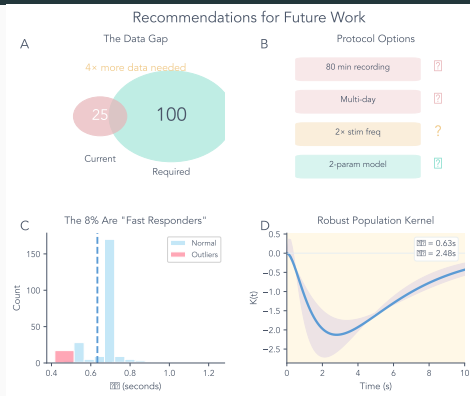 Recommendations for Future Work
A
The Data Gap
4× more data needed
25
100
Current
Required
B
Protocol Options
80 min recording
Multi-day
2× stim freq
?
2-param model
C
The 8% Are "Fast Responders"
Normal
Outliers
Count
150
100
50
0
0.4
0.6
0.8
1.0
1.2
(seconds)
D
Robust Population Kernel
= 0.63s
= 2.48s
K(t)
0.5
0.0
−0.5
−1.0
−1.5
−2.0
−2.5
0
2
4
6
8
10
Time (s)